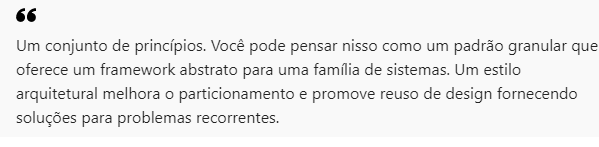 ❝
Um conjunto de princípios. Você pode pensar nisso como um padrão granular que
oferece um framework abstrato para uma família de sistemas. Um estilo
arquitetural melhora o particionamento e promove reuso de design fornecendo
soluções para problemas recorrentes.